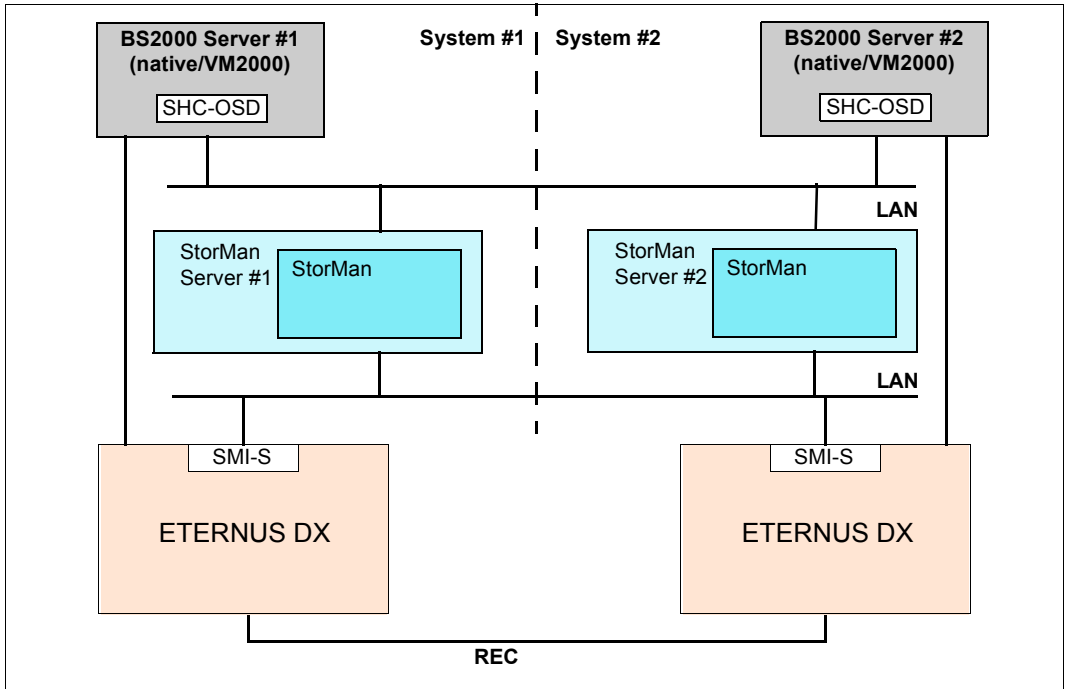 BS2000 Server #1
(native/VM2000)
SHC-OSD
System #1
System #2
BS2000 Server #2
(native/VM2000)
SHC-OSD
LAN
StorMan
Server #1
StorMan
StorMan
Server #2
StorMan
LAN
SMI-S
ETERNUS DX
SMI-S
ETERNUS DX
REC